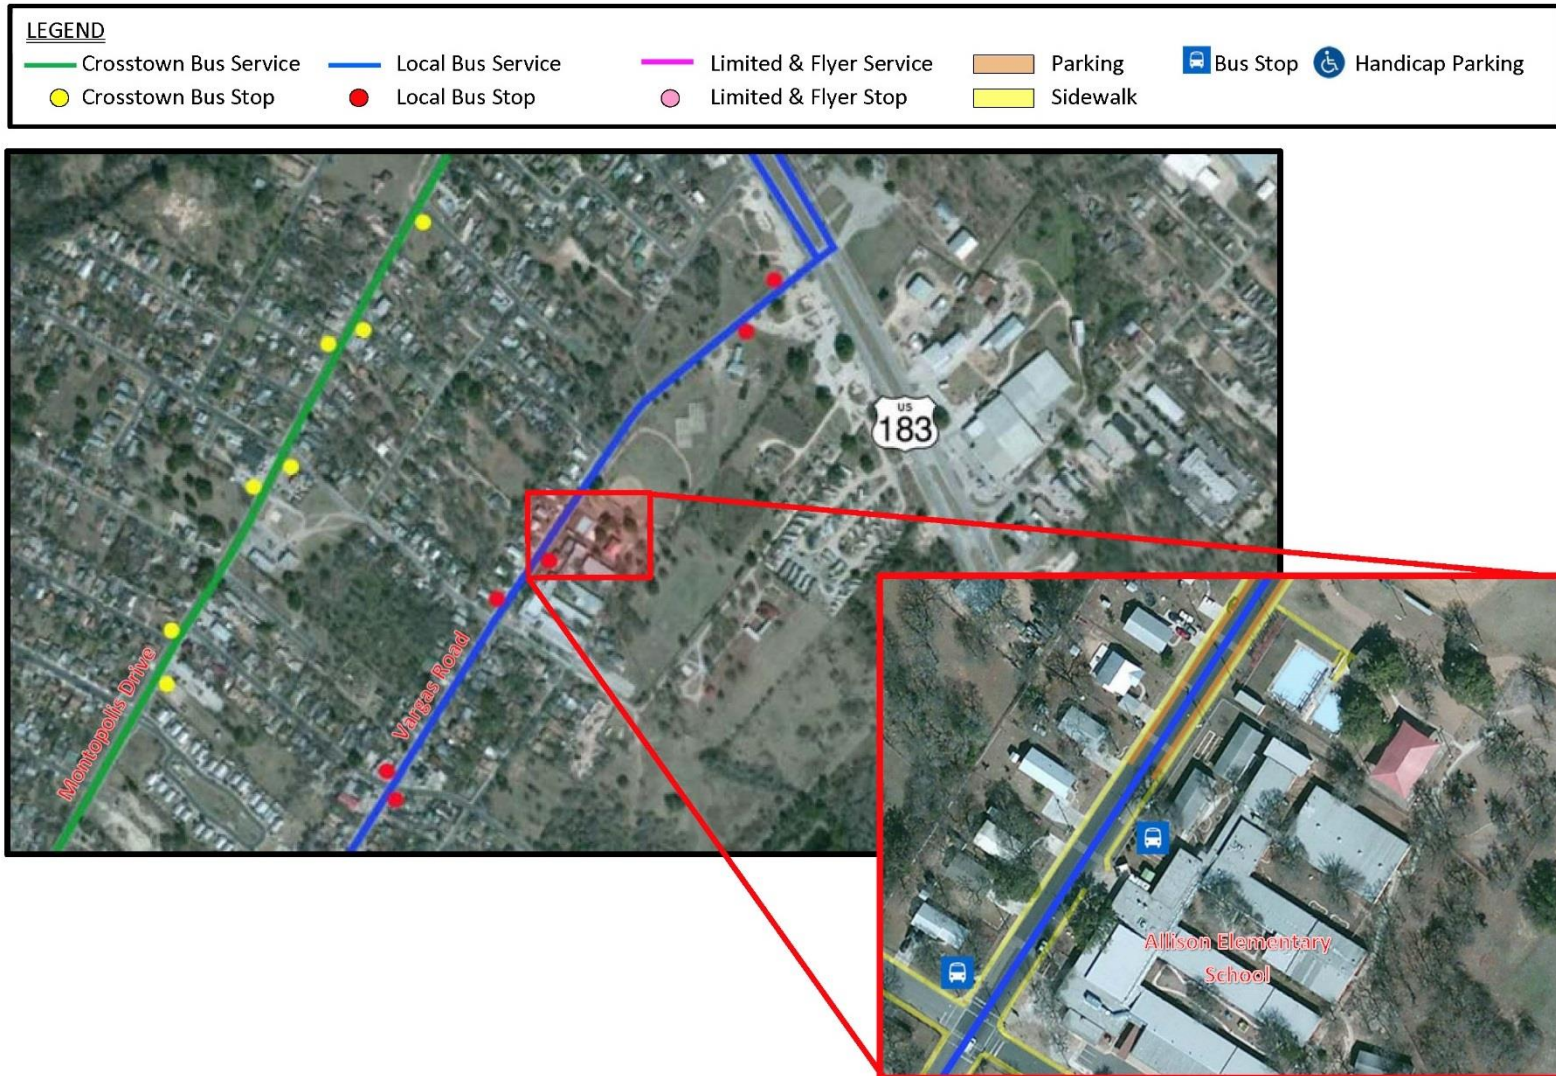 LEGEND
Crosstown Bus Service
Local Bus Service
Limited & Flyer Service
Parking
Bus Stop
Handicap Parking
Crosstown Bus Stop
Local Bus Stop
Limited & Flyer Stop
Sidewalk
US
183
Montopolis Drive
Vargas Road
Allison Elementary
School